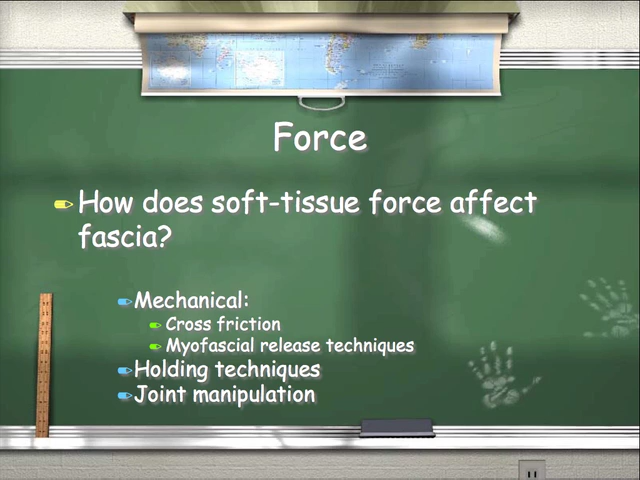 Force
How does soft-tissue force affect
fascia?
Mechanical:
Cross friction
Myofascial release techniques
Holding techniques
Joint manipulation